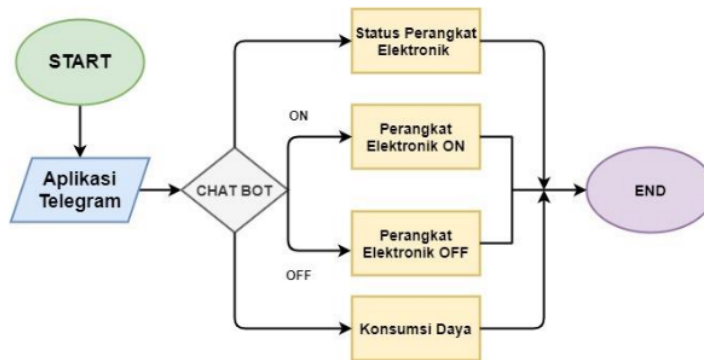 START
Aplikasi
Telegram
CHAT BOT
Status Perangkat
Elektronik
ON
Perangkat
Elektronik ON
OFF
Perangkat
Elektronik OFF
Konsumsi Daya
END